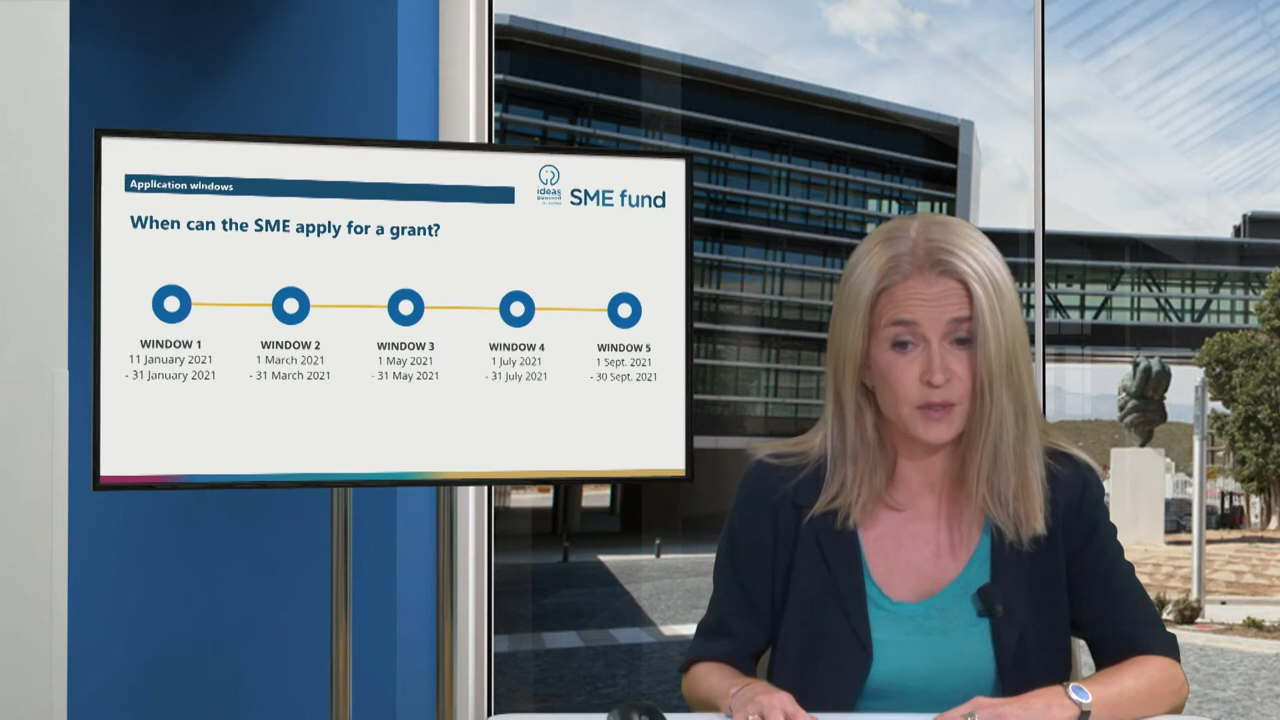 Application windows
ideas
SME fund
When can the SME apply for a grant?
WINDOW 1
11 January 2021
- 31 January 2021
WINDOW 2
1 March 2021
- 31 March 2021
WINDOW 3
1 May 2021
- 31 May 2021
WINDOW 4
1 July 2021
- 31 July 2021
WINDOW 5
1 Sept. 2021
- 30 Sept. 2021